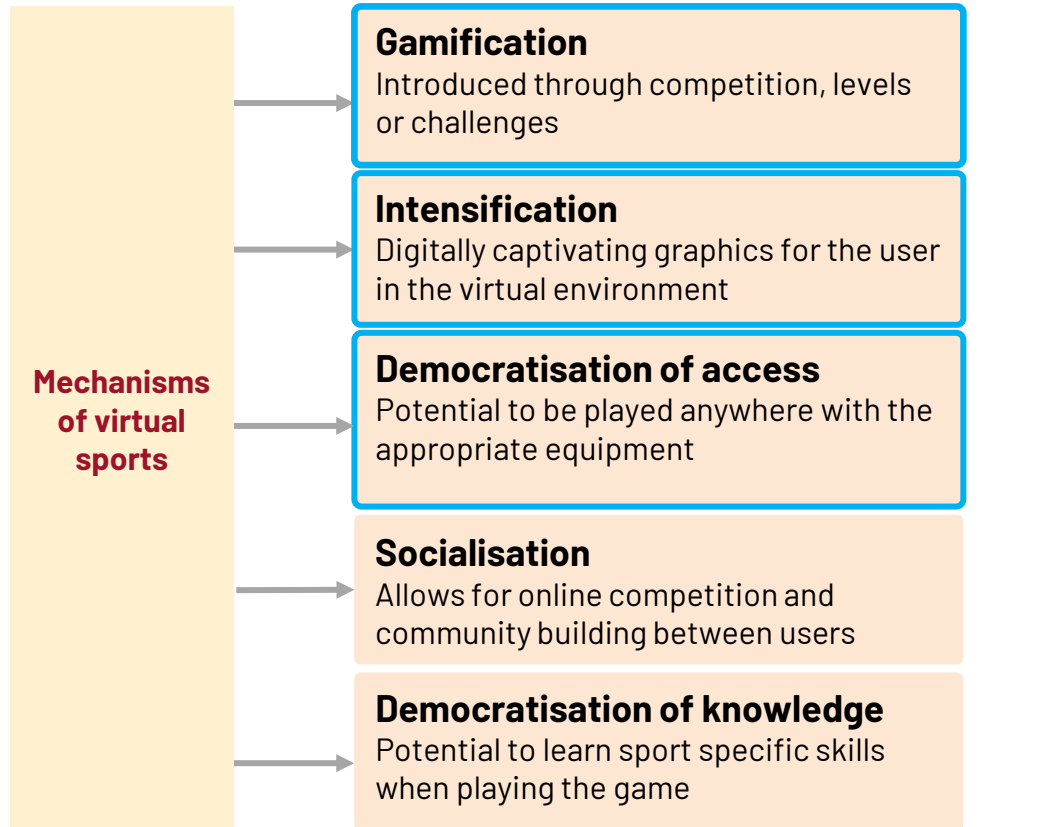 Mechanisms
of virtual
sports
Gamification
Introduced through competition, levels
or challenges
Intensification
Digitally captivating graphics for the user
in the virtual environment
Democratisation of access
Potential to be played anywhere with the
appropriate equipment
Socialisation
Allows for online competition and
community building between users
Democratisation of knowledge
Potential to learn sport specific skills
when playing the game